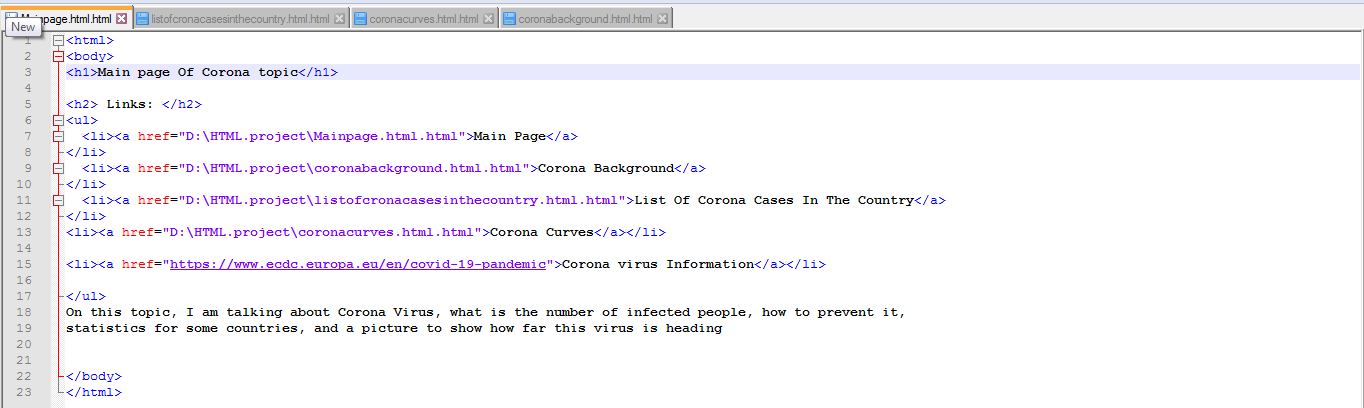 Mainpage.html.html listofcronacasesinthecountry.html.html coronacurves.html.html coronabackground.html.html
New
1 <html>
2 <body>
3 <h1>Main page Of Corona topic</h1>
4
5 <h2> Links: </h2>
6 <ul>
7 <li><a href="D:\HTML.project\Mainpage.html.html">Main Page</a>
8 </li>
9 <li><a href="D:\HTML.project\coronabackground.html.html">Corona Background</a>
10 </li>
11 <li><a href="D:\HTML.project\listofcronacasesinthecountry.html.html">List Of Corona Cases In The Country</a>
12 </li>
13 <li><a href="D:\HTML.project\coronacurves.html.html">Corona Curves</a></li>
14
15 <li><a href="https://www.ecdc.europa.eu/en/covid-19-pandemic">Corona virus Information</a></li>
16
17 </ul>
18 On this topic, I am talking about Corona Virus, what is the number of infected people, how to prevent it,
19 statistics for some countries, and a picture to show how far this virus is heading
20
21
22 </body>
23 </html>